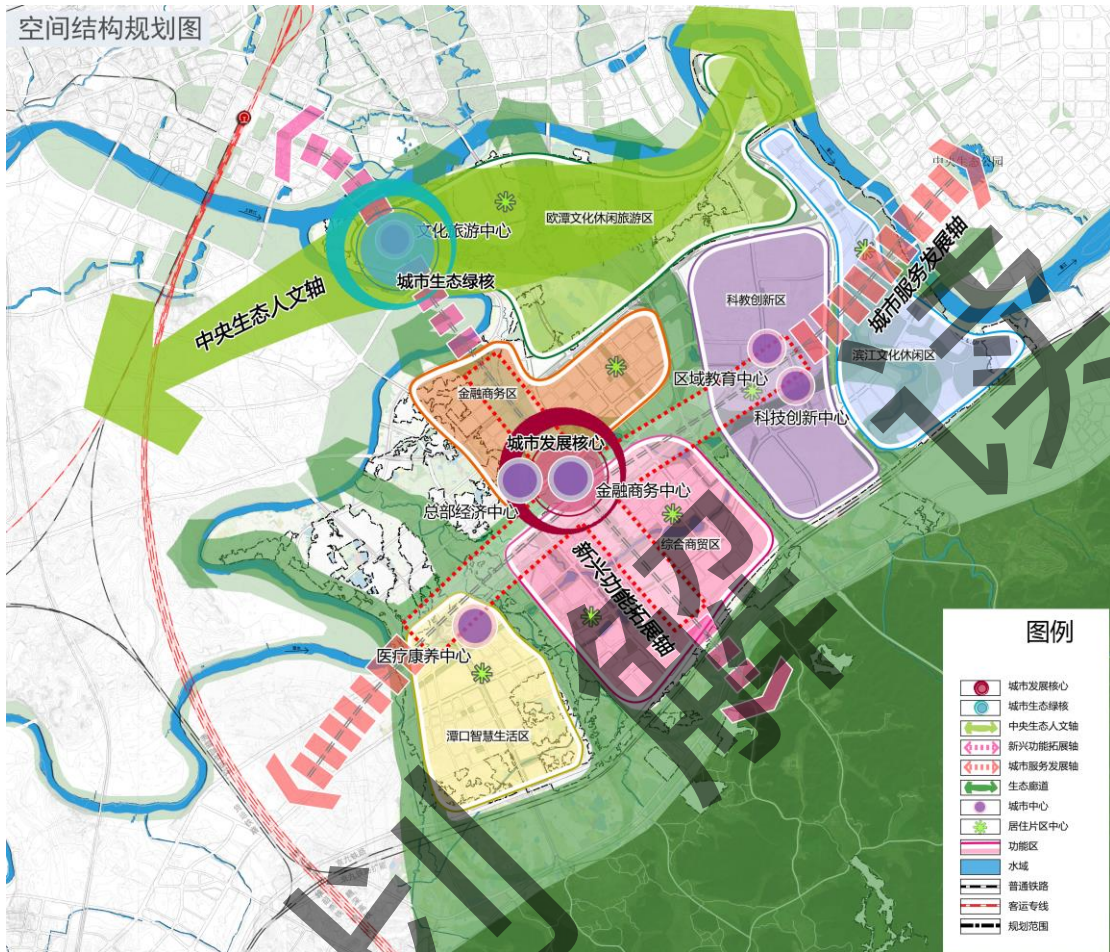 空间结构规划图
中央生态公园
文化旅游中心
欧潭文化休闲旅游区
城市生态绿核
中央生态人文轴
城市服务发展轴
科教创新区
滨江文化休闲区
区域教育中心
科技创新中心
金融商务区
城市发展核心
金融商务中心
总部经济中心
综合商贸区
新兴功能拓展轴
医疗康养中心
潭口智慧生活区
图例
城市发展核心
城市生态绿核
中央生态人文轴
新兴功能拓展轴
城市服务发展轴
生态廊道
城市中心
居住片区中心
功能区
水域
普通铁路
客运专线
规划范围